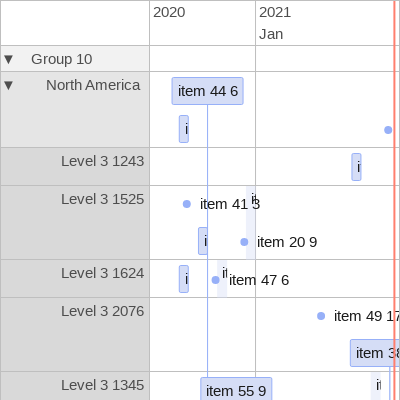 2020
2021
Jan
▼ Group 10
▼ North America
item 44 6
Level 3 1243
Level 3 1525
item 41 3
item 20 9
Level 3 1624
item 47 6
Level 3 2076
item 49 17
item 38
Level 3 1345
item 55 9